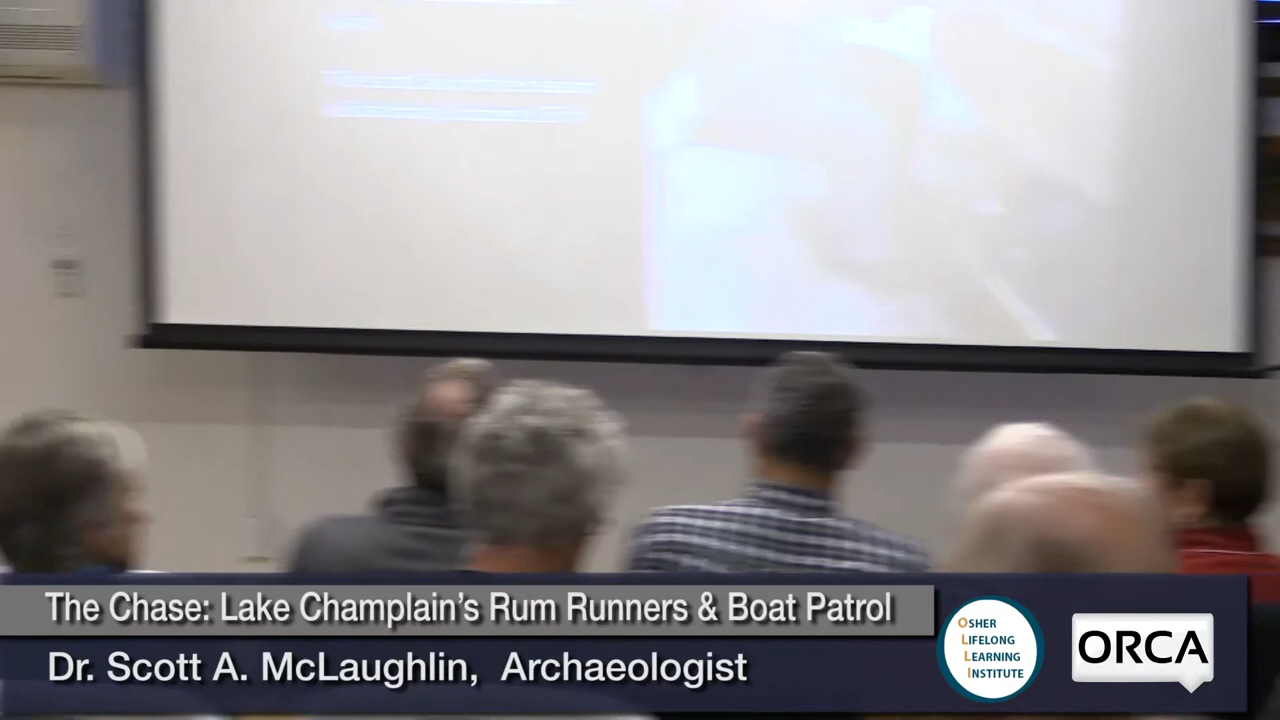 The Chase: Lake Champlain's Rum Runners & Boat Patrol
Dr. Scott A. McLaughlin, Archaeologist
OSHER
LIFELONG
LEARNING
INSTITUTE
ORCA